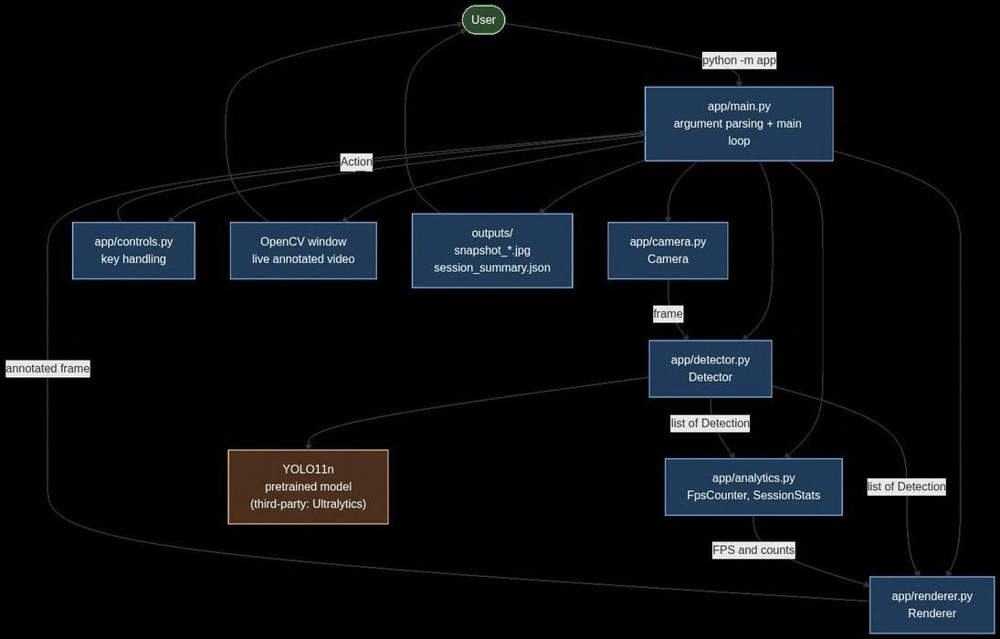 User
python -m app
app/main.py
argument parsing + main
loop
Action
app/controls.py
key handling
OpenCV window
live annotated video
outputs/
snapshot_*.jpg
session_summary.json
app/camera.py
Camera
frame
annotated frame
app/detector.py
Detector
list of Detection
YOLO11n
pretrained model
(third-party: Ultralytics)
app/analytics.py
FpsCounter, SessionStats
list of Detection
FPS and counts
app/renderer.py
Renderer